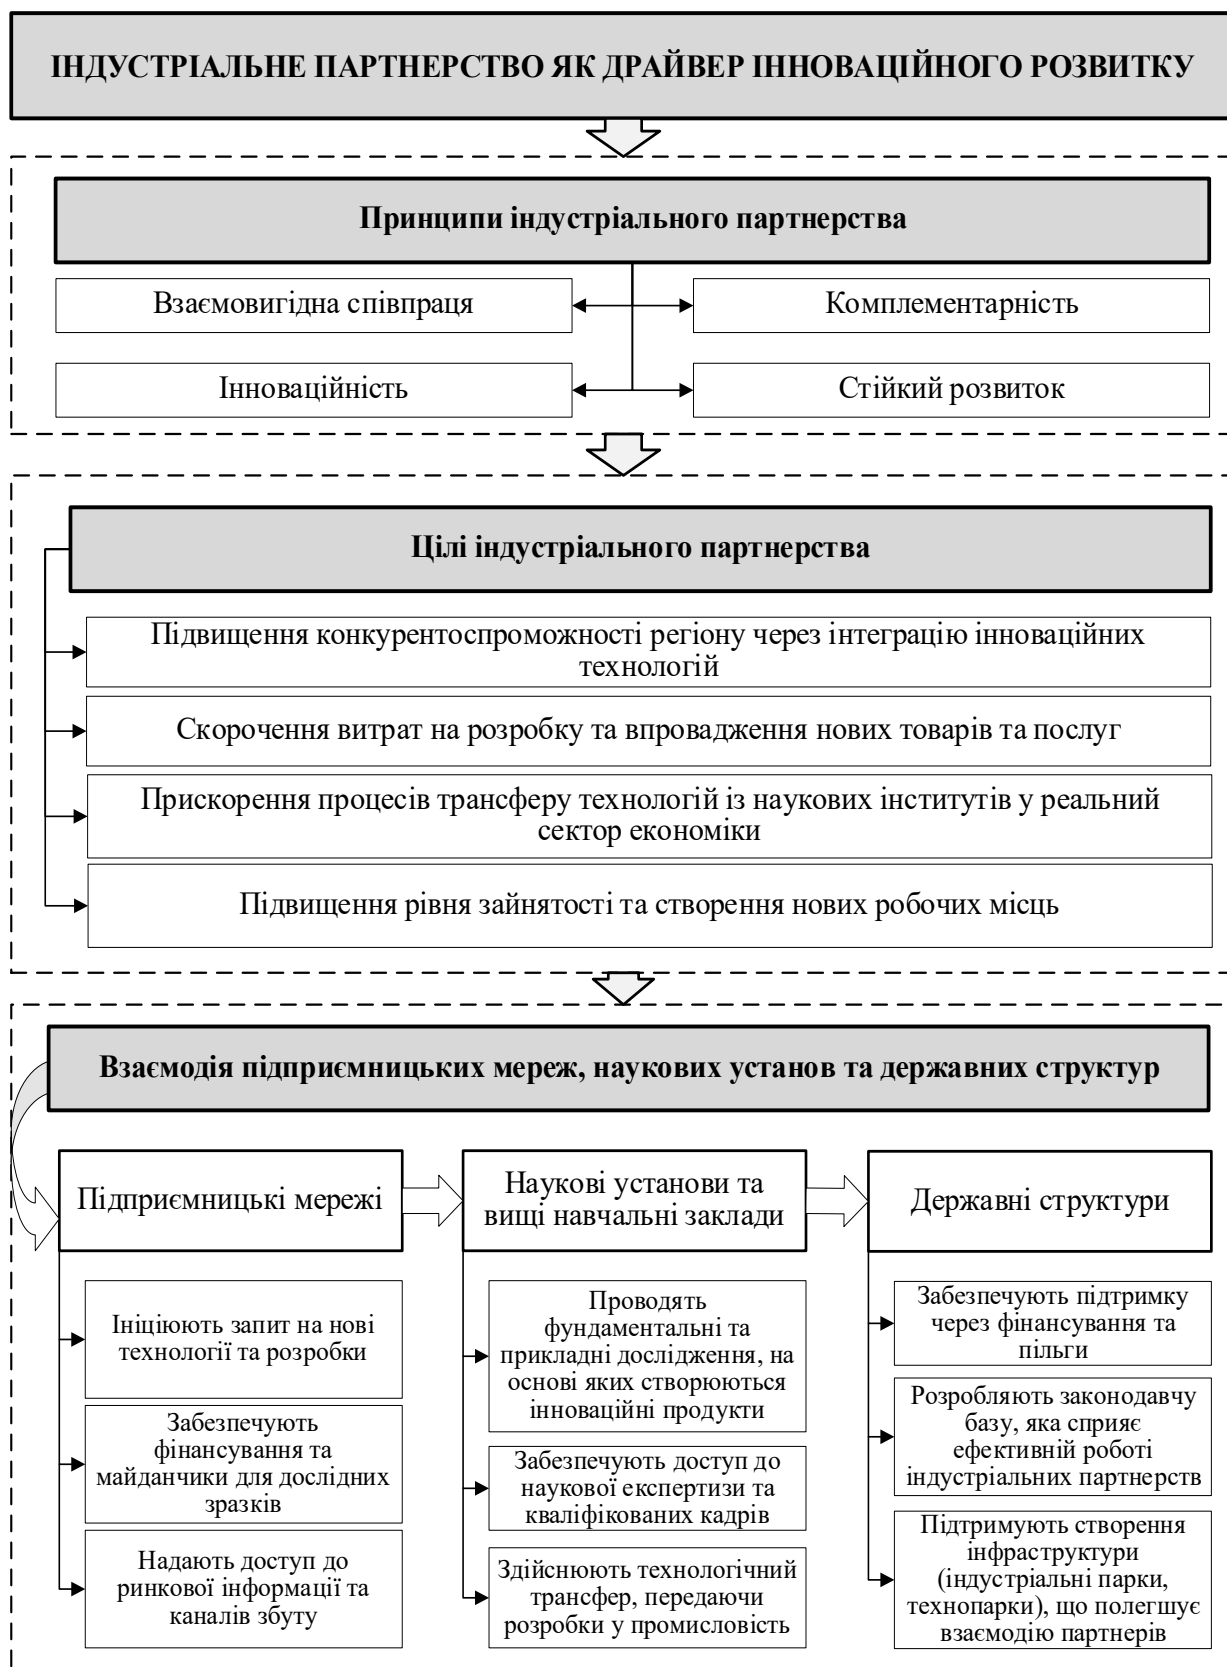 ІНДУСТРІАЛЬНЕ ПАРТНЕРСТВО ЯК ДРАЙВЕР ІННОВАЦІЙНОГО РОЗВИТКУ
Принципи індустріального партнерства
Взаємовигідна співпраця
Комплементарність
Інноваційність
Стійкий розвиток
Цілі індустріального партнерства
Підвищення конкурентоспроможності регіону через інтеграцію інноваційних
технологій
Скорочення витрат на розробку та впровадження нових товарів та послуг
Прискорення процесів трансферу технологій із наукових інститутів у реальний
сектор економіки
Підвищення рівня зайнятості та створення нових робочих місць
Взаємодія підприємницьких мереж, наукових установ та державних структур
Підприємницькі мережі
Ініціюють запит на нові
технології та розробки
Забезпечують
фінансування та
майданчики для дослідних
зразків
Надають доступ до
ринкової інформації та
каналів збуту
Наукові установи та
вищі навчальні заклади
Проводять
фундаментальні та
прикладні дослідження, на
основі яких створюються
інноваційні продукти
Забезпечують доступ до
наукової експертизи та
кваліфікованих кадрів
Здійснюють технологічний
трансфер, передаючи
розробки у промисловість
Державні структури
Забезпечують підтримку
через фінансування та
пільги
Розробляють законодавчу
базу, яка сприяє
ефективній роботі
індустріальних партнерств
Підтримують створення
інфраструктури
(індустріальні парки,
технопарки), що полегшує
взаємодію партнерів